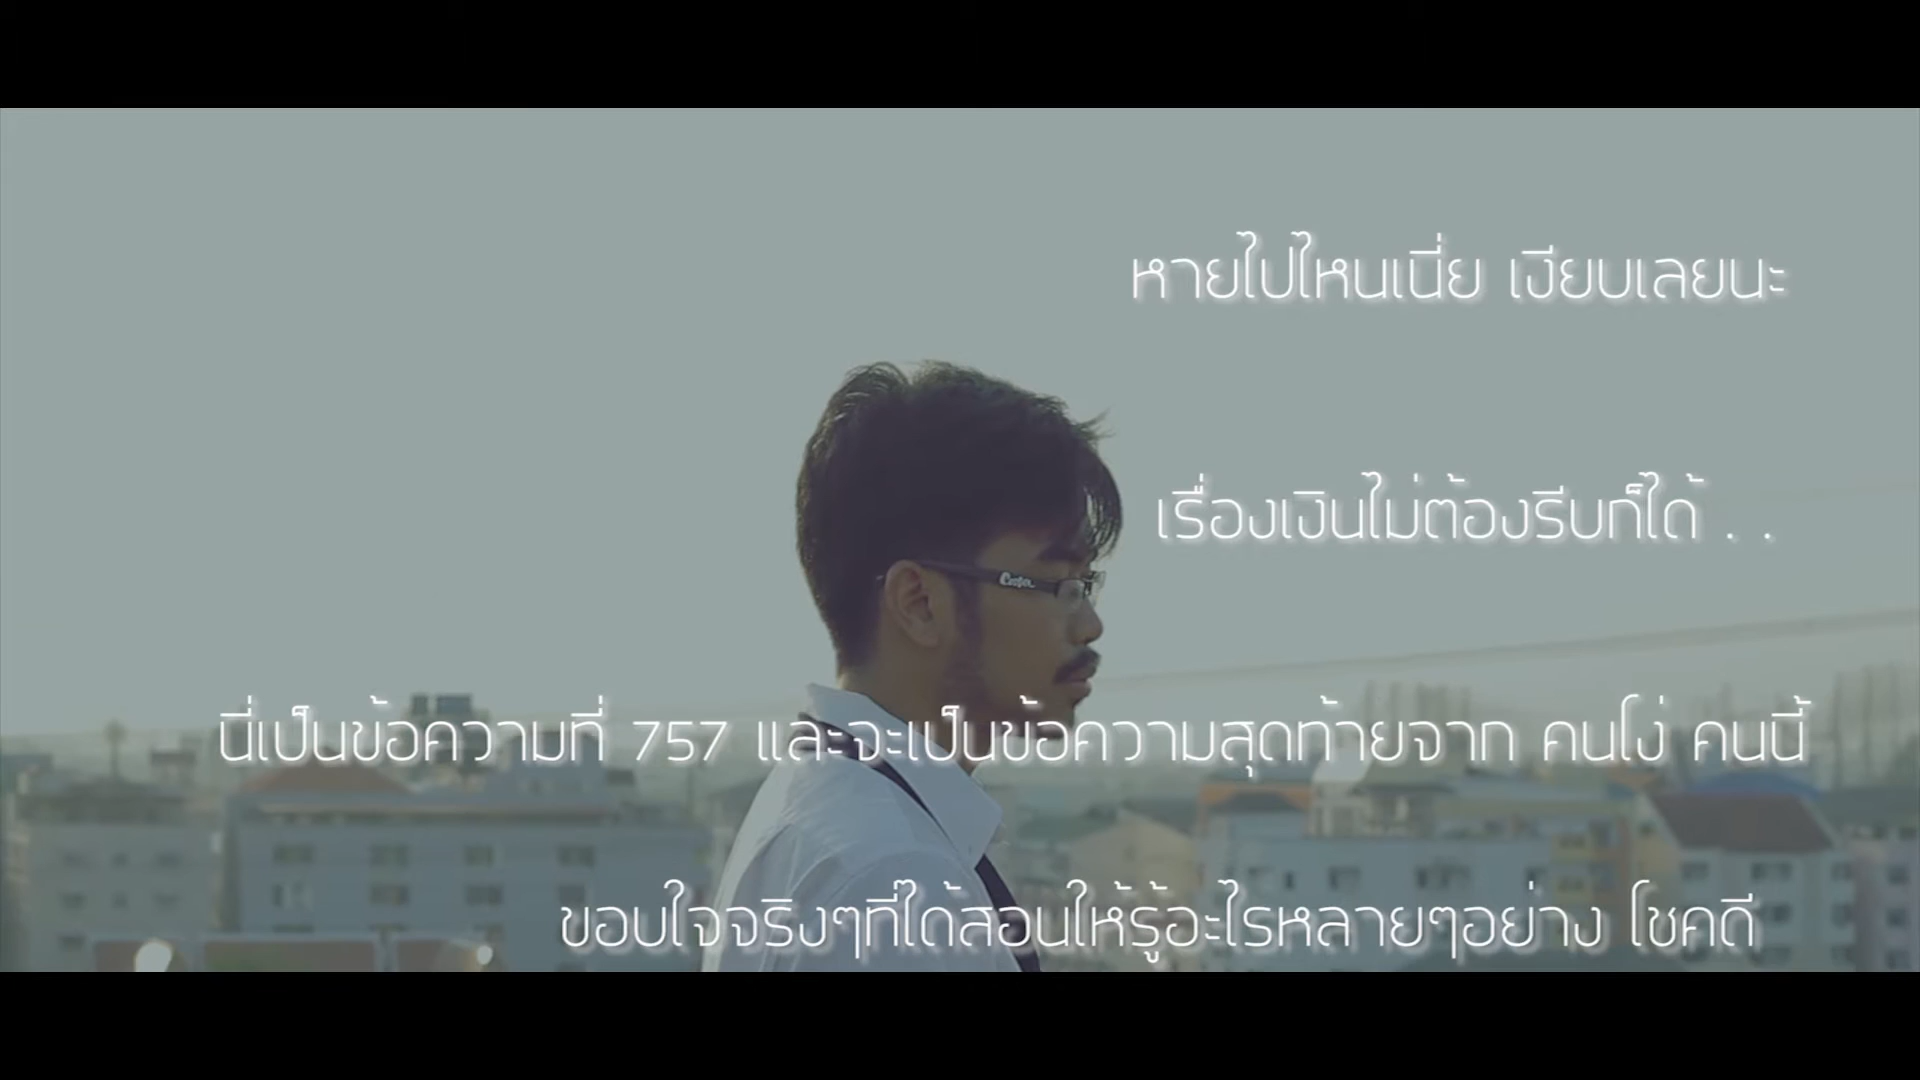 หายไปไหนเนี่ย เงียบเลยนะ
เรื่องเงินไม่ต้องรีบก็ได้ . .
นี่เป็นข้อความที่ 757 และจะเป็นข้อความสุดท้ายจาก คนโง่ คนนี้
ขอบใจจริงๆที่ได้สอนให้รู้อะไรหลายๆอย่าง โชคดี